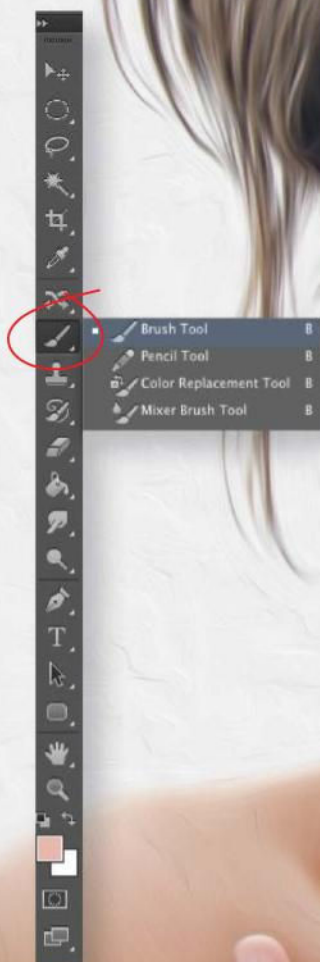 Brush Tool B
Pencil Tool B
Color Replacement Tool B
Mixer Brush Tool B
T